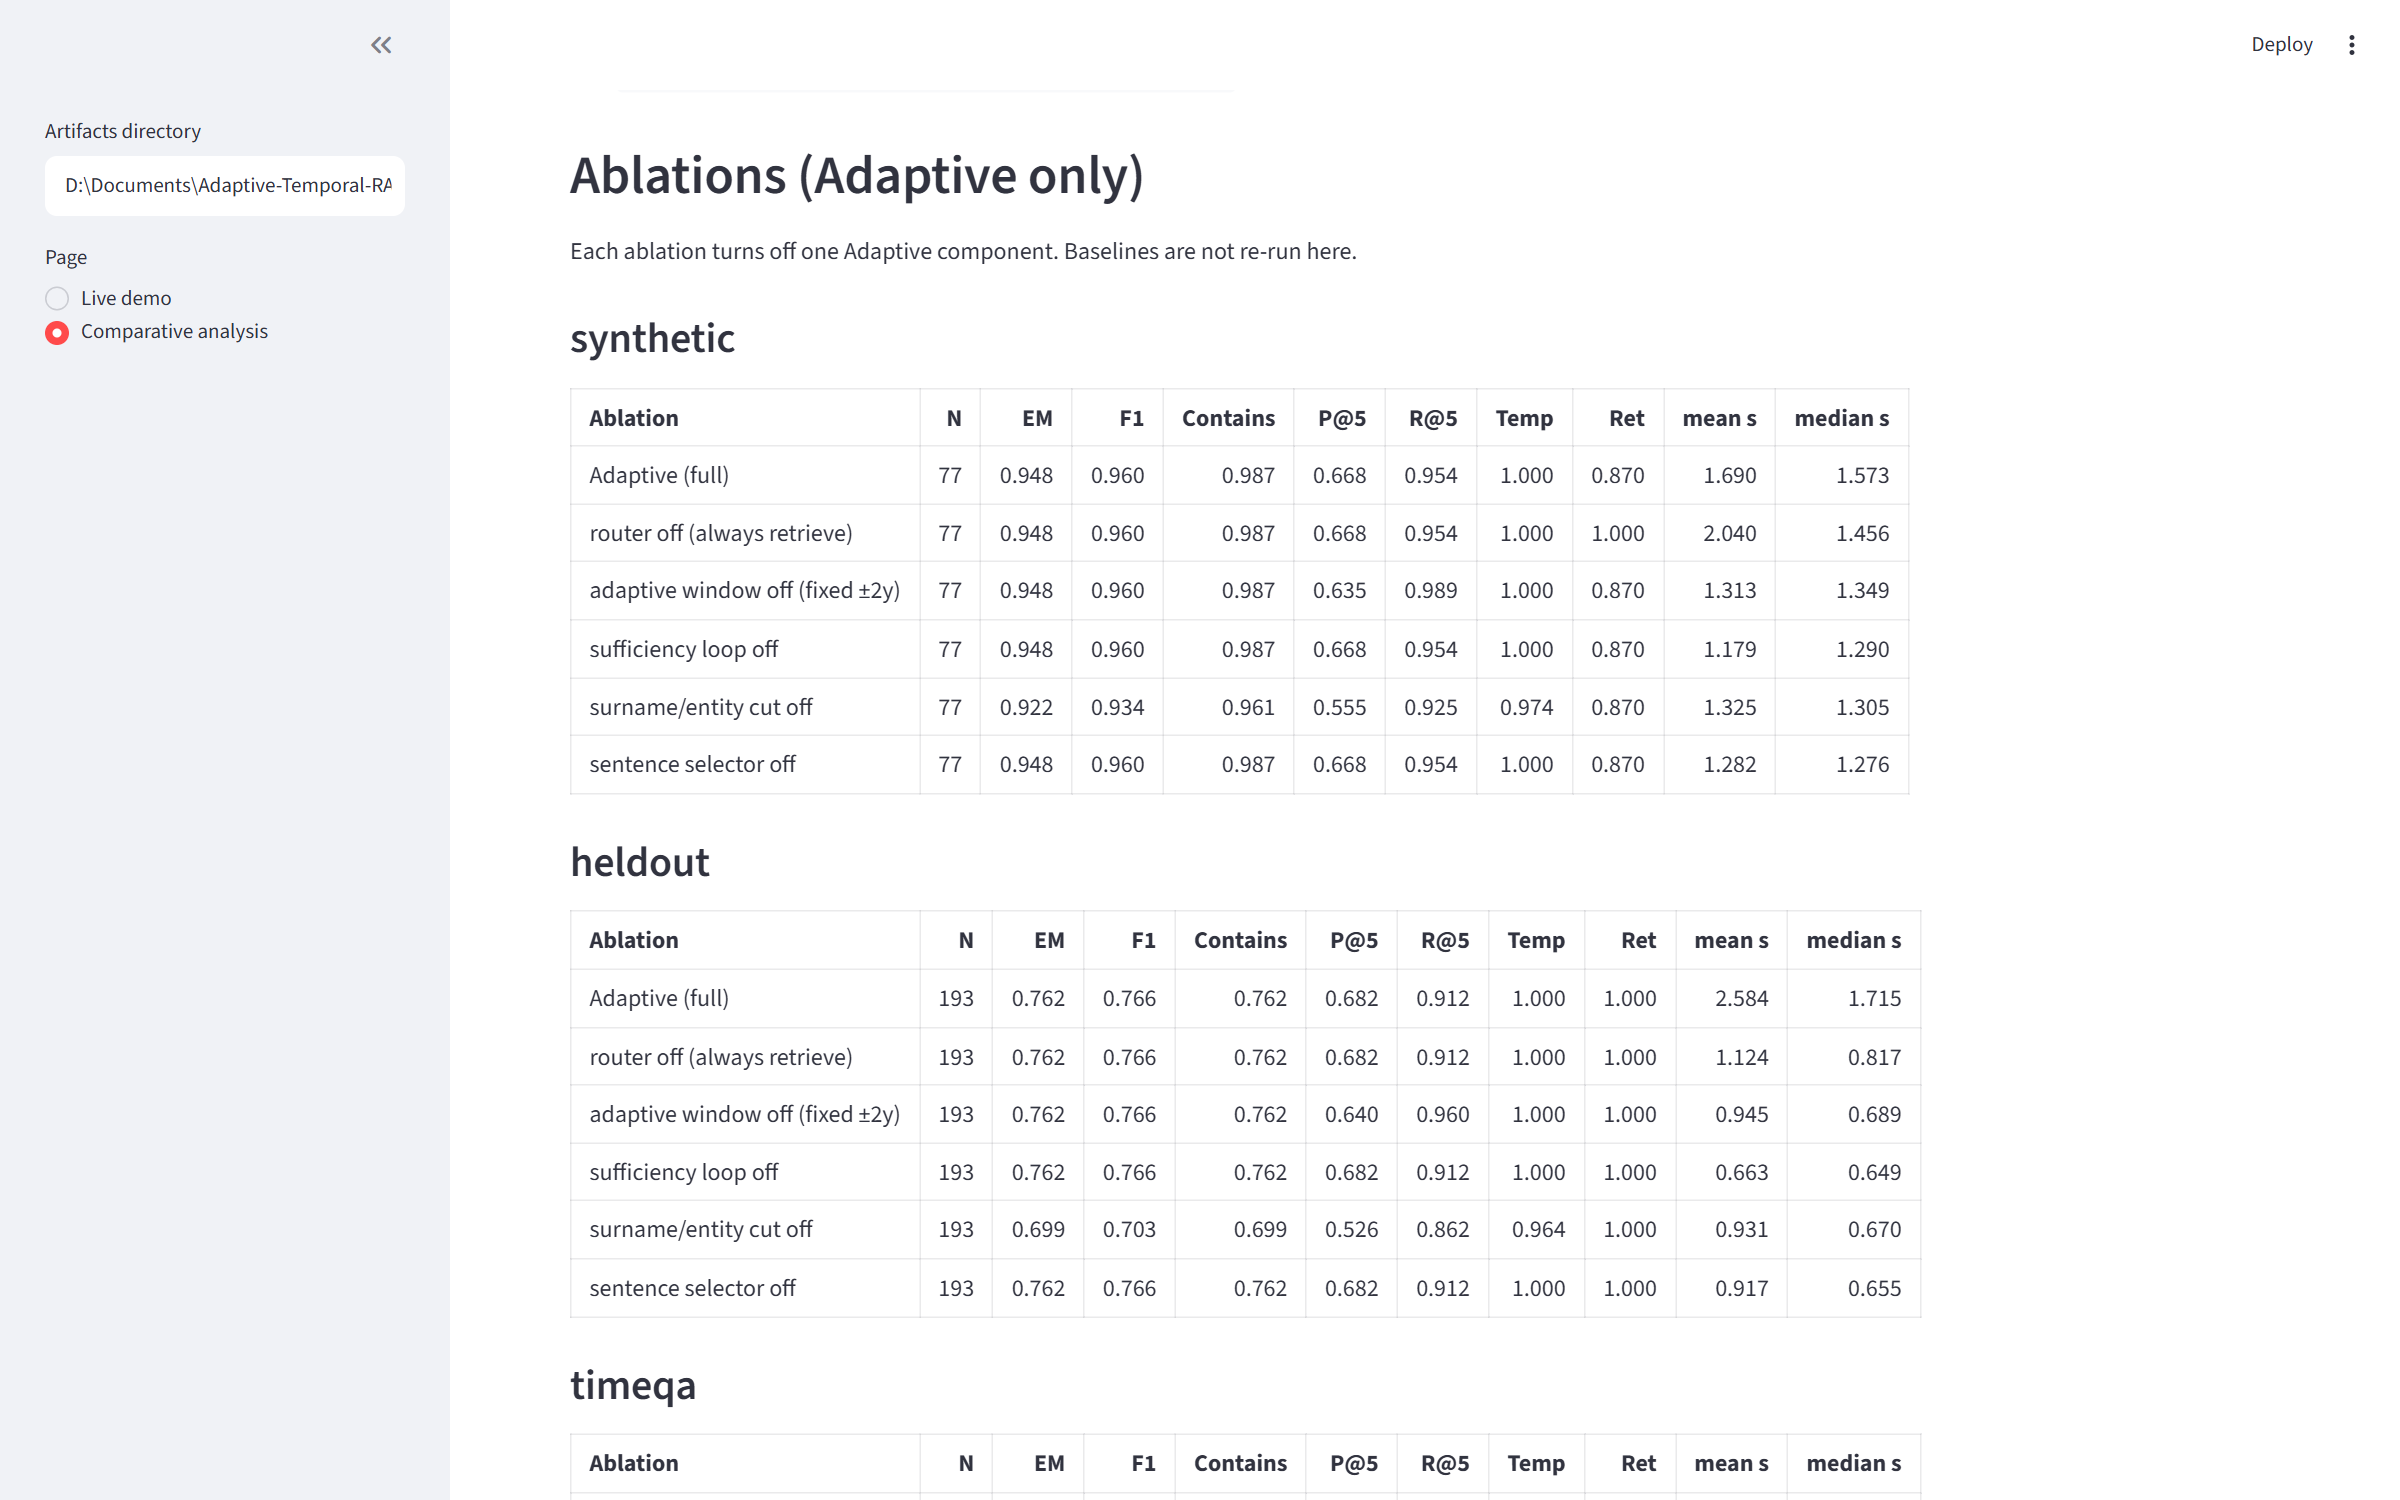 Deploy
Artifacts directory
D:\Documents\Adaptive-Temporal-RA
Page
Live demo
Comparative analysis
Ablations (Adaptive only)
Each ablation turns off one Adaptive component. Baselines are not re-run here.
synthetic
Ablation N EM F1 Contains P@5 R@5 Temp Ret mean s median s
Adaptive (full) 77 0.948 0.960 0.987 0.668 0.954 1.000 0.870 1.690 1.573
router off (always retrieve) 77 0.948 0.960 0.987 0.668 0.954 1.000 1.000 2.040 1.456
adaptive window off (fixed ±2y) 77 0.948 0.960 0.987 0.635 0.989 1.000 0.870 1.313 1.349
sufficiency loop off 77 0.948 0.960 0.987 0.668 0.954 1.000 0.870 1.179 1.290
surname/entity cut off 77 0.922 0.934 0.961 0.555 0.925 0.974 0.870 1.325 1.305
sentence selector off 77 0.948 0.960 0.987 0.668 0.954 1.000 0.870 1.282 1.276
heldout
Ablation N EM F1 Contains P@5 R@5 Temp Ret mean s median s
Adaptive (full) 193 0.762 0.766 0.762 0.682 0.912 1.000 1.000 2.584 1.715
router off (always retrieve) 193 0.762 0.766 0.762 0.682 0.912 1.000 1.000 1.124 0.817
adaptive window off (fixed ±2y) 193 0.762 0.766 0.762 0.640 0.960 1.000 1.000 0.945 0.689
sufficiency loop off 193 0.762 0.766 0.762 0.682 0.912 1.000 1.000 0.663 0.649
surname/entity cut off 193 0.699 0.703 0.699 0.526 0.862 0.964 1.000 0.931 0.670
sentence selector off 193 0.762 0.766 0.762 0.682 0.912 1.000 1.000 0.917 0.655
timeqa
Ablation N EM F1 Contains P@5 R@5 Temp Ret mean s median s